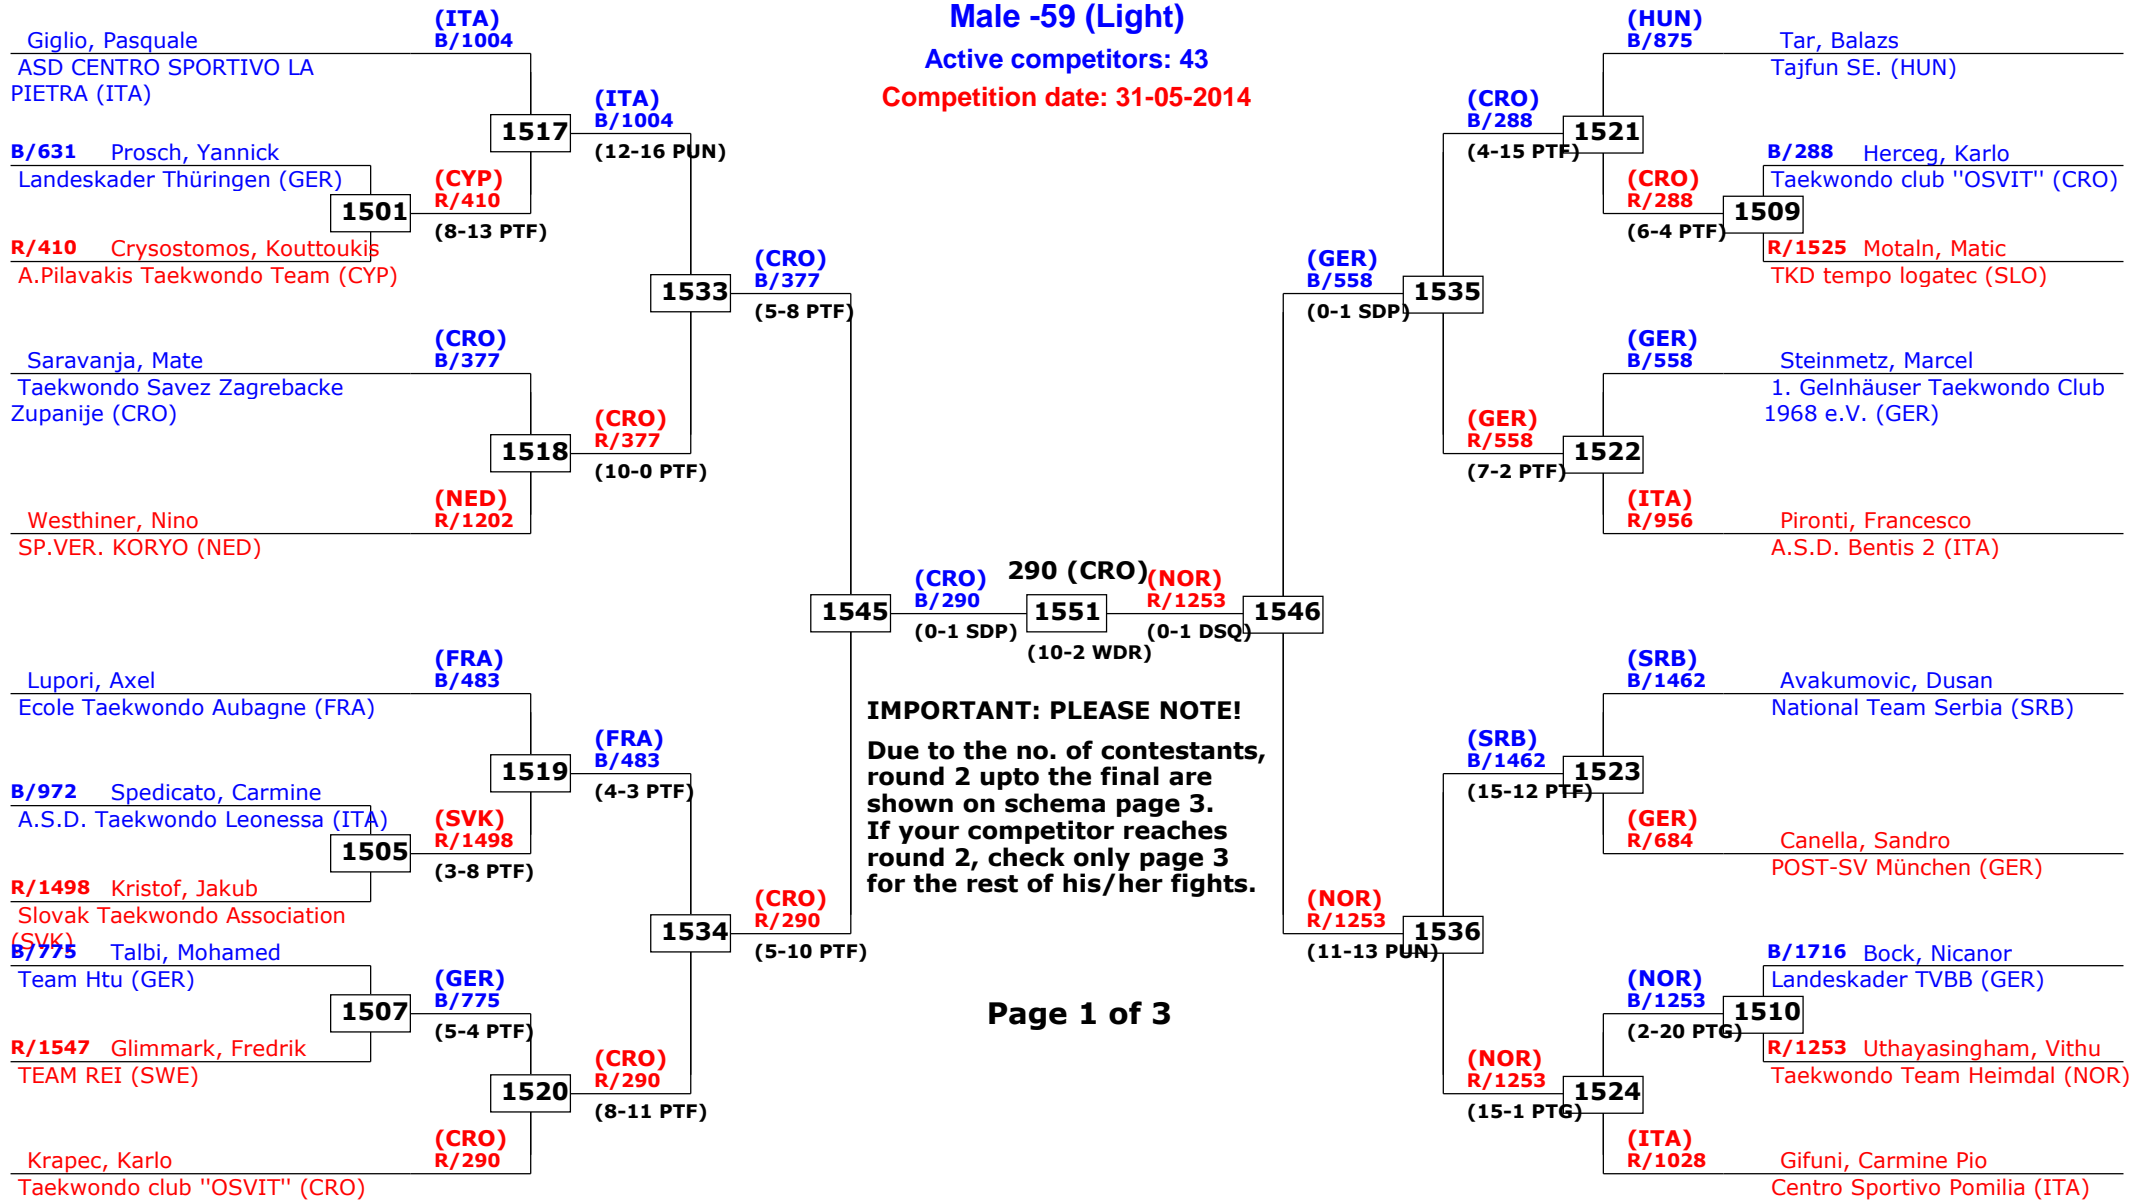 Male -59 (Light)
Active competitors: 43
Competition date: 31-05-2014
(ITA)
Giglio, Pasquale B/1004
ASD CENTRO SPORTIVO LA
PIETRA (ITA)
(ITA)
B/1004
1517
(12-16 PUN)
B/631 Prosch, Yannick
Landeskader Thüringen (GER)
(CYP)
R/410
1501
(8-13 PTF)
R/410 Crysostomos, Kouttoukis
A.Pilavakis Taekwondo Team (CYP)
(CRO)
B/377
1533
(5-8 PTF)
(CRO)
Saravanja, Mate B/377
Taekwondo Savez Zagrebacke
Zupanije (CRO)
(CRO)
R/377
1518
(10-0 PTF)
(NED)
Westhiner, Nino R/1202
SP.VER. KORYO (NED)
1545
(CRO)
B/290
(0-1 SDP)
290 (CRO)
1551
(10-2 WDR)
(NOR)
R/1253
(0-1 DSQ)
1546
(FRA)
Lupori, Axel B/483
Ecole Taekwondo Aubagne (FRA)
(FRA)
B/483
1519
(4-3 PTF)
B/972 Spedicato, Carmine
A.S.D. Taekwondo Leonessa (ITA)
(SVK)
R/1498
1505
(3-8 PTF)
R/1498 Kristof, Jakub
Slovak Taekwondo Association
(SVK)
(CRO)
R/290
1534
(5-10 PTF)
B/775 Talbi, Mohamed
Team Htu (GER)
(GER)
B/775
1507
(5-4 PTF)
R/1547 Glimmark, Fredrik
TEAM REI (SWE)
(CRO)
R/290
1520
(8-11 PTF)
(CRO)
Krapec, Karlo R/290
Taekwondo club ''OSVIT'' (CRO)
IMPORTANT: PLEASE NOTE!
Due to the no. of contestants,
round 2 upto the final are
shown on schema page 3.
If your competitor reaches
round 2, check only page 3
for the rest of his/her fights.
Page 1 of 3
(HUN)
B/875 Tar, Balazs
Tajfun SE. (HUN)
(CRO)
B/288
1521
(4-15 PTF)
B/288 Herceg, Karlo
Taekwondo club ''OSVIT'' (CRO)
(CRO)
R/288
1509
(6-4 PTF)
R/1525 Motaln, Matic
TKD tempo logatec (SLO)
(GER)
B/558
1535
(0-1 SDP)
(GER)
B/558 Steinmetz, Marcel
1. Gelnhäuser Taekwondo Club
1968 e.V. (GER)
(GER)
R/558
1522
(7-2 PTF)
(ITA)
R/956 Pironti, Francesco
A.S.D. Bentis 2 (ITA)
(SRB)
B/1462 Avakumovic, Dusan
National Team Serbia (SRB)
(SRB)
B/1462
1523
(15-12 PTF)
(GER)
R/684 Canella, Sandro
POST-SV München (GER)
(NOR)
R/1253
1536
(11-13 PUN)
B/1716 Bock, Nicanor
Landeskader TVBB (GER)
(NOR)
B/1253
1510
(2-20 PTG)
R/1253 Uthayasingham, Vithu
Taekwondo Team Heimdal (NOR)
(NOR)
R/1253
1524
(15-1 PTG)
(ITA)
R/1028 Gifuni, Carmine Pio
Centro Sportivo Pomilia (ITA)